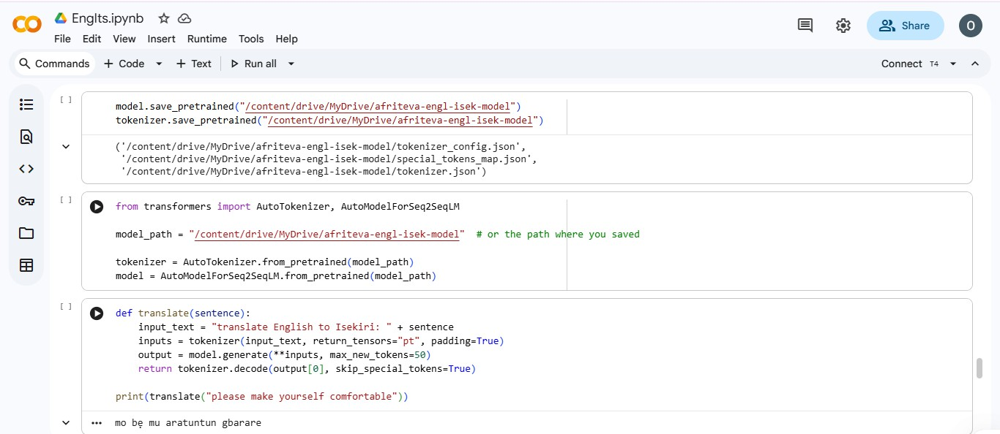 EngIts.ipynb
File Edit View Insert Runtime Tools Help
Share
O
Commands + Code + Text Run all
Connect T4
[ ]
model.save_pretrained("/content/drive/MyDrive/afriteva-engl-isek-model")
tokenizer.save_pretrained("/content/drive/MyDrive/afriteva-engl-isek-model")
('/content/drive/MyDrive/afriteva-engl-isek-model/tokenizer_config.json',
'/content/drive/MyDrive/afriteva-engl-isek-model/special_tokens_map.json',
'/content/drive/MyDrive/afriteva-engl-isek-model/tokenizer.json')
[ ]
from transformers import AutoTokenizer, AutoModelForSeq2SeqLM
model_path = "/content/drive/MyDrive/afriteva-engl-isek-model"  # or the path where you saved
tokenizer = AutoTokenizer.from_pretrained(model_path)
model = AutoModelForSeq2SeqLM.from_pretrained(model_path)
[ ]
def translate(sentence):
    input_text = "translate English to Isekiri: " + sentence
    inputs = tokenizer(input_text, return_tensors="pt", padding=True)
    output = model.generate(**inputs, max_new_tokens=50)
    return tokenizer.decode(output[0], skip_special_tokens=True)
print(translate("please make yourself comfortable"))
mo bẹ mu aratuntun gbarare